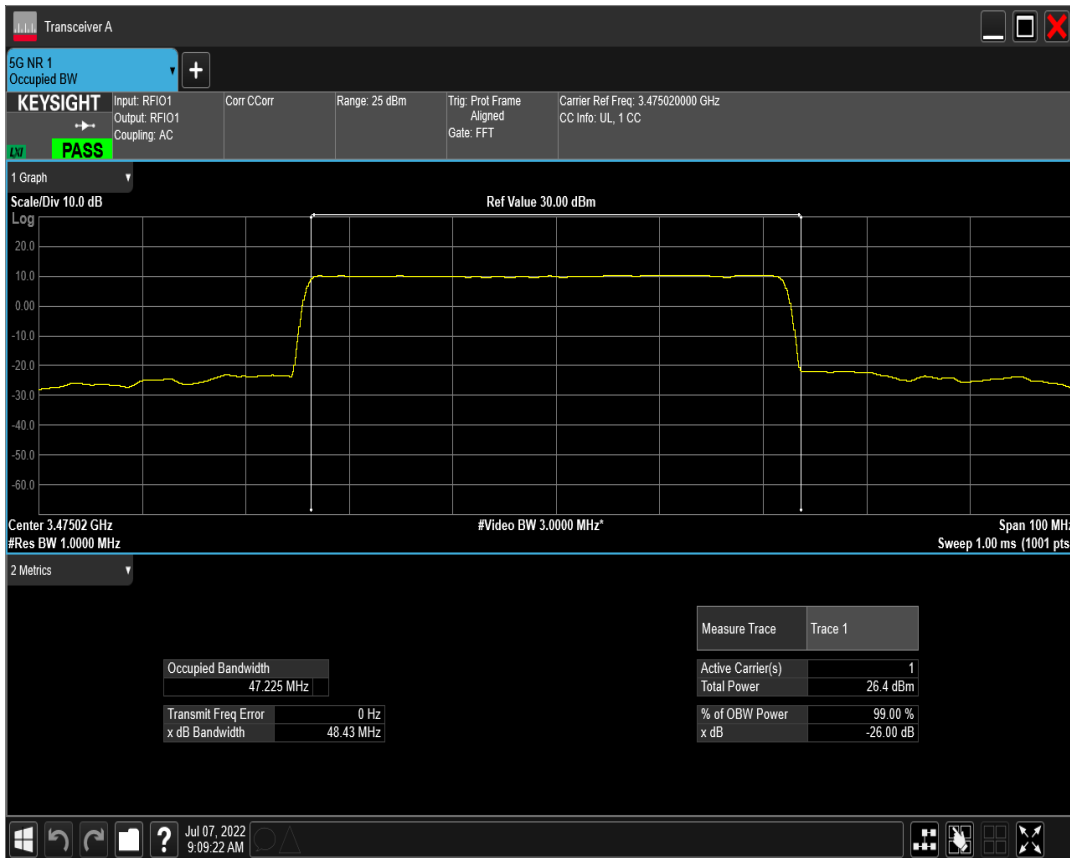 Transceiver A
5G NR 1
Occupied BW
KEYSIGHT
LXI
PASS
Input: RFIO1
Output: RFIO1
Coupling: AC
Corr CCorr
Range: 25 dBm
Trig: Prot Frame
Aligned
Gate: FFT
Carrier Ref Freq: 3.475020000 GHz
CC Info: UL, 1 CC
1 Graph
Scale/Div 10.0 dB
Ref Value 30.00 dBm
Log
20.0
10.0
0.00
-10.0
-20.0
-30.0
-40.0
-50.0
-60.0
Center 3.47502 GHz
#Video BW 3.0000 MHz*
Span 100 MHz
#Res BW 1.0000 MHz
Sweep 1.00 ms (1001 pts
2 Metrics
Measure Trace Trace 1
Occupied Bandwidth
47.225 MHz
Active Carrier(s) 1
Total Power 26.4 dBm
Transmit Freq Error 0 Hz
x dB Bandwidth 48.43 MHz
% of OBW Power 99.00 %
x dB -26.00 dB
?
Jul 07, 2022
9:09:22 AM